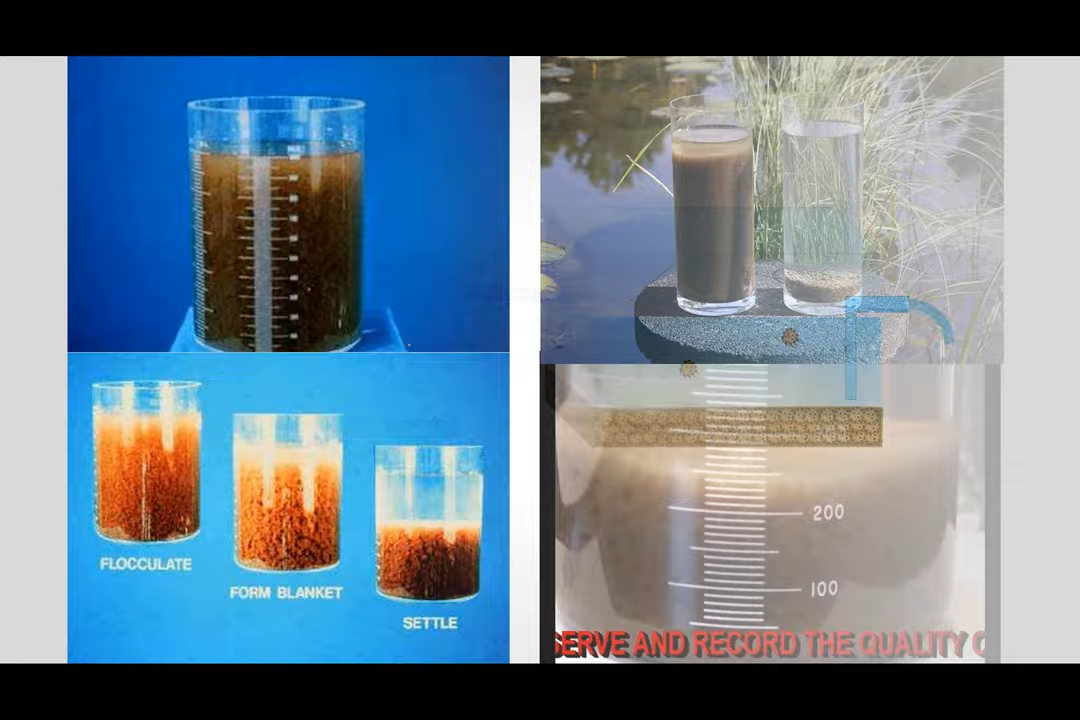 FLOCCULATE
FORM BLANKET
SETTLE
200
100
SERVE AND RECORD THE QUALITY